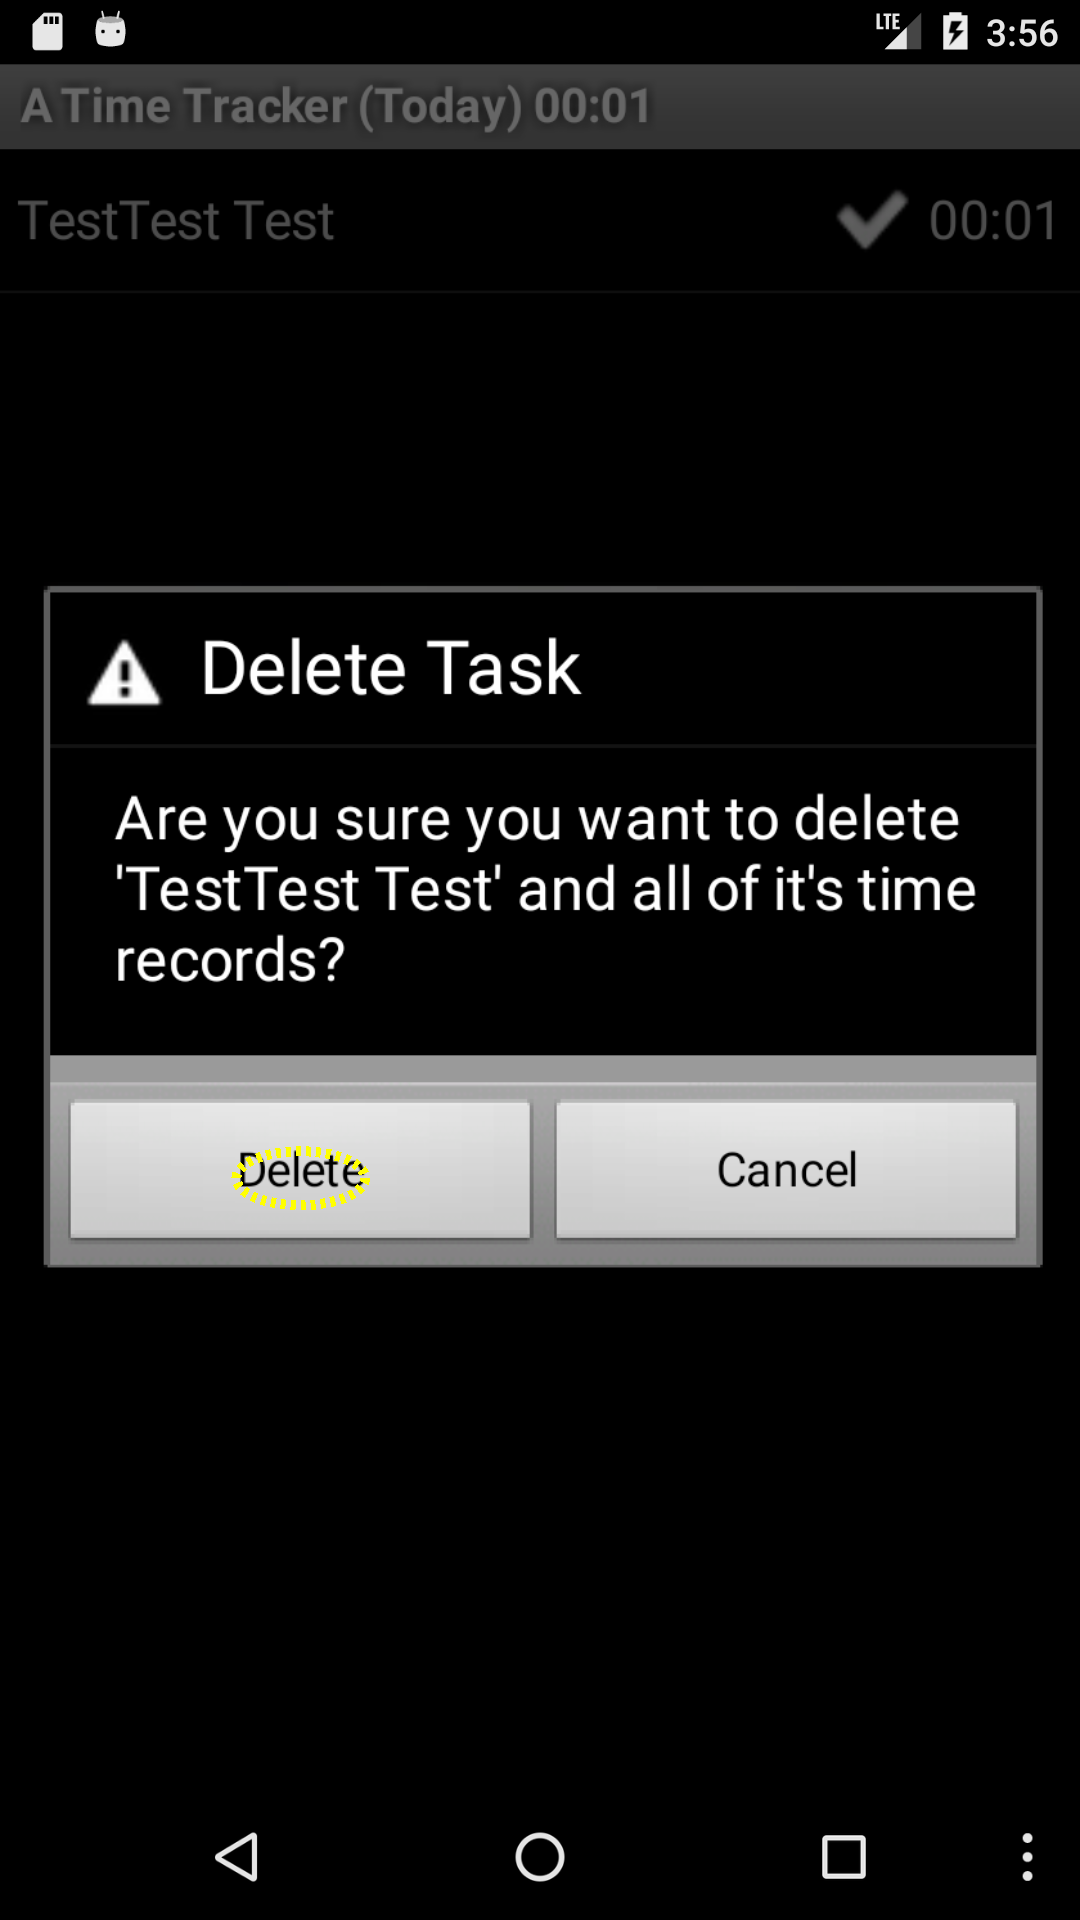 LTE 3:56
A Time Tracker (Today) 00:01
TestTest Test 00:01
Delete Task
Are you sure you want to delete
'TestTest Test' and all of it's time
records?
Delete Cancel